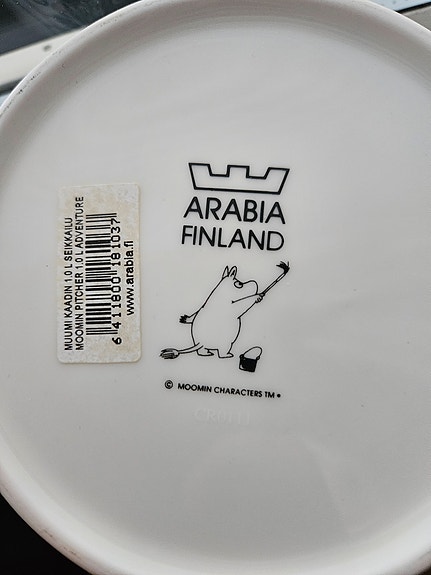 MUUMI KAADIN 1.0 L SEIKKAILU
MOOMIN PITCHER 1.0 L ADVENTURE
6 411800 181037
www.arabia.fi
ARABIA
FINLAND
© MOOMIN CHARACTERS TM